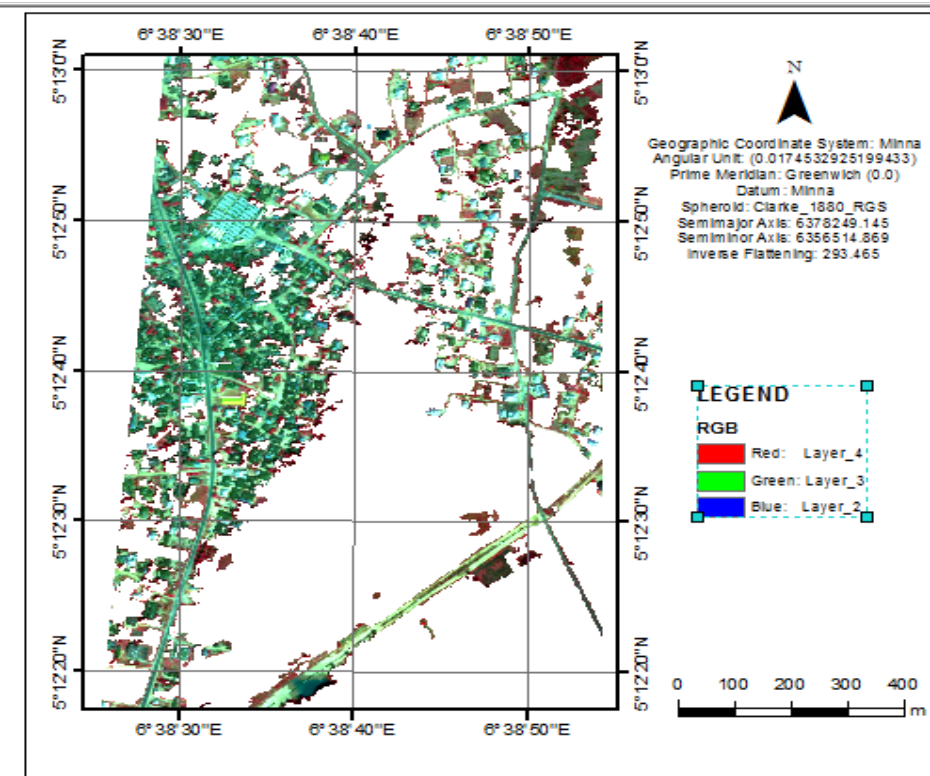 6° 38'30"E 6° 38'40"E 6° 38'50"E
5°13'0"N
5°13'0"N
N
Geographic Coordinate System: Minna
Angular Unit: (0.0174532925199433)
Prime Meridian: Greenwich (0.0)
Datum: Minna
Spheroid: Clarke_1880_RGS
Semimajor Axis: 6378249.145
Semiminor Axis: 6356514.869
Inverse Flattening: 293.465
5°12'50"N
5°12'50"N
5°12'40"N
5°12'40"N
LEGEND
RGB
Red: Layer_4
Green: Layer_3
Blue: Layer_2
5°12'30"N
5°12'30"N
5°12'20"N
5°12'20"N
0 100 200 300 400
m
6° 38'30"E 6° 38'40"E 6° 38'50"E